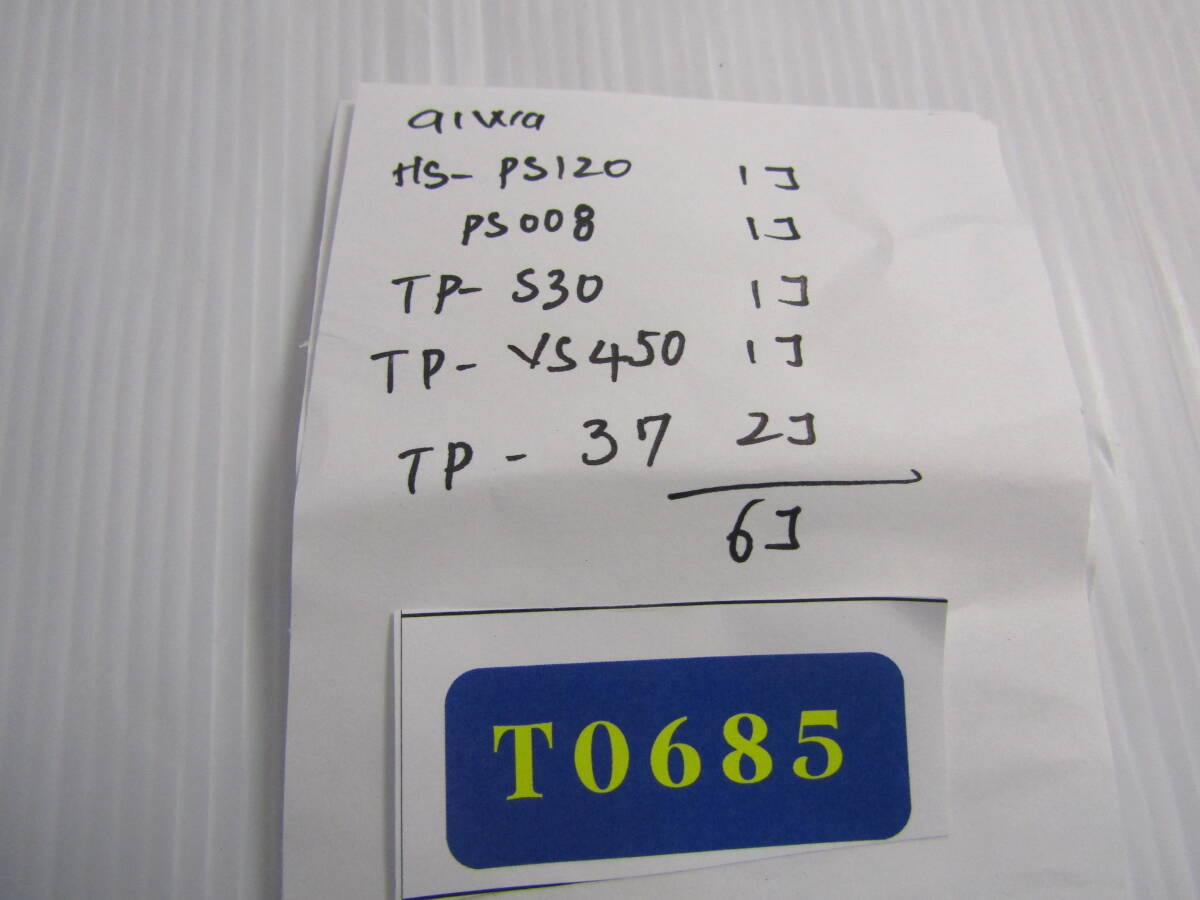 aiwa
HS- PS120 1コ
PS008 1コ
TP- S30 1コ
TP- VS450 1コ
TP - 37 2コ
6コ
T0685